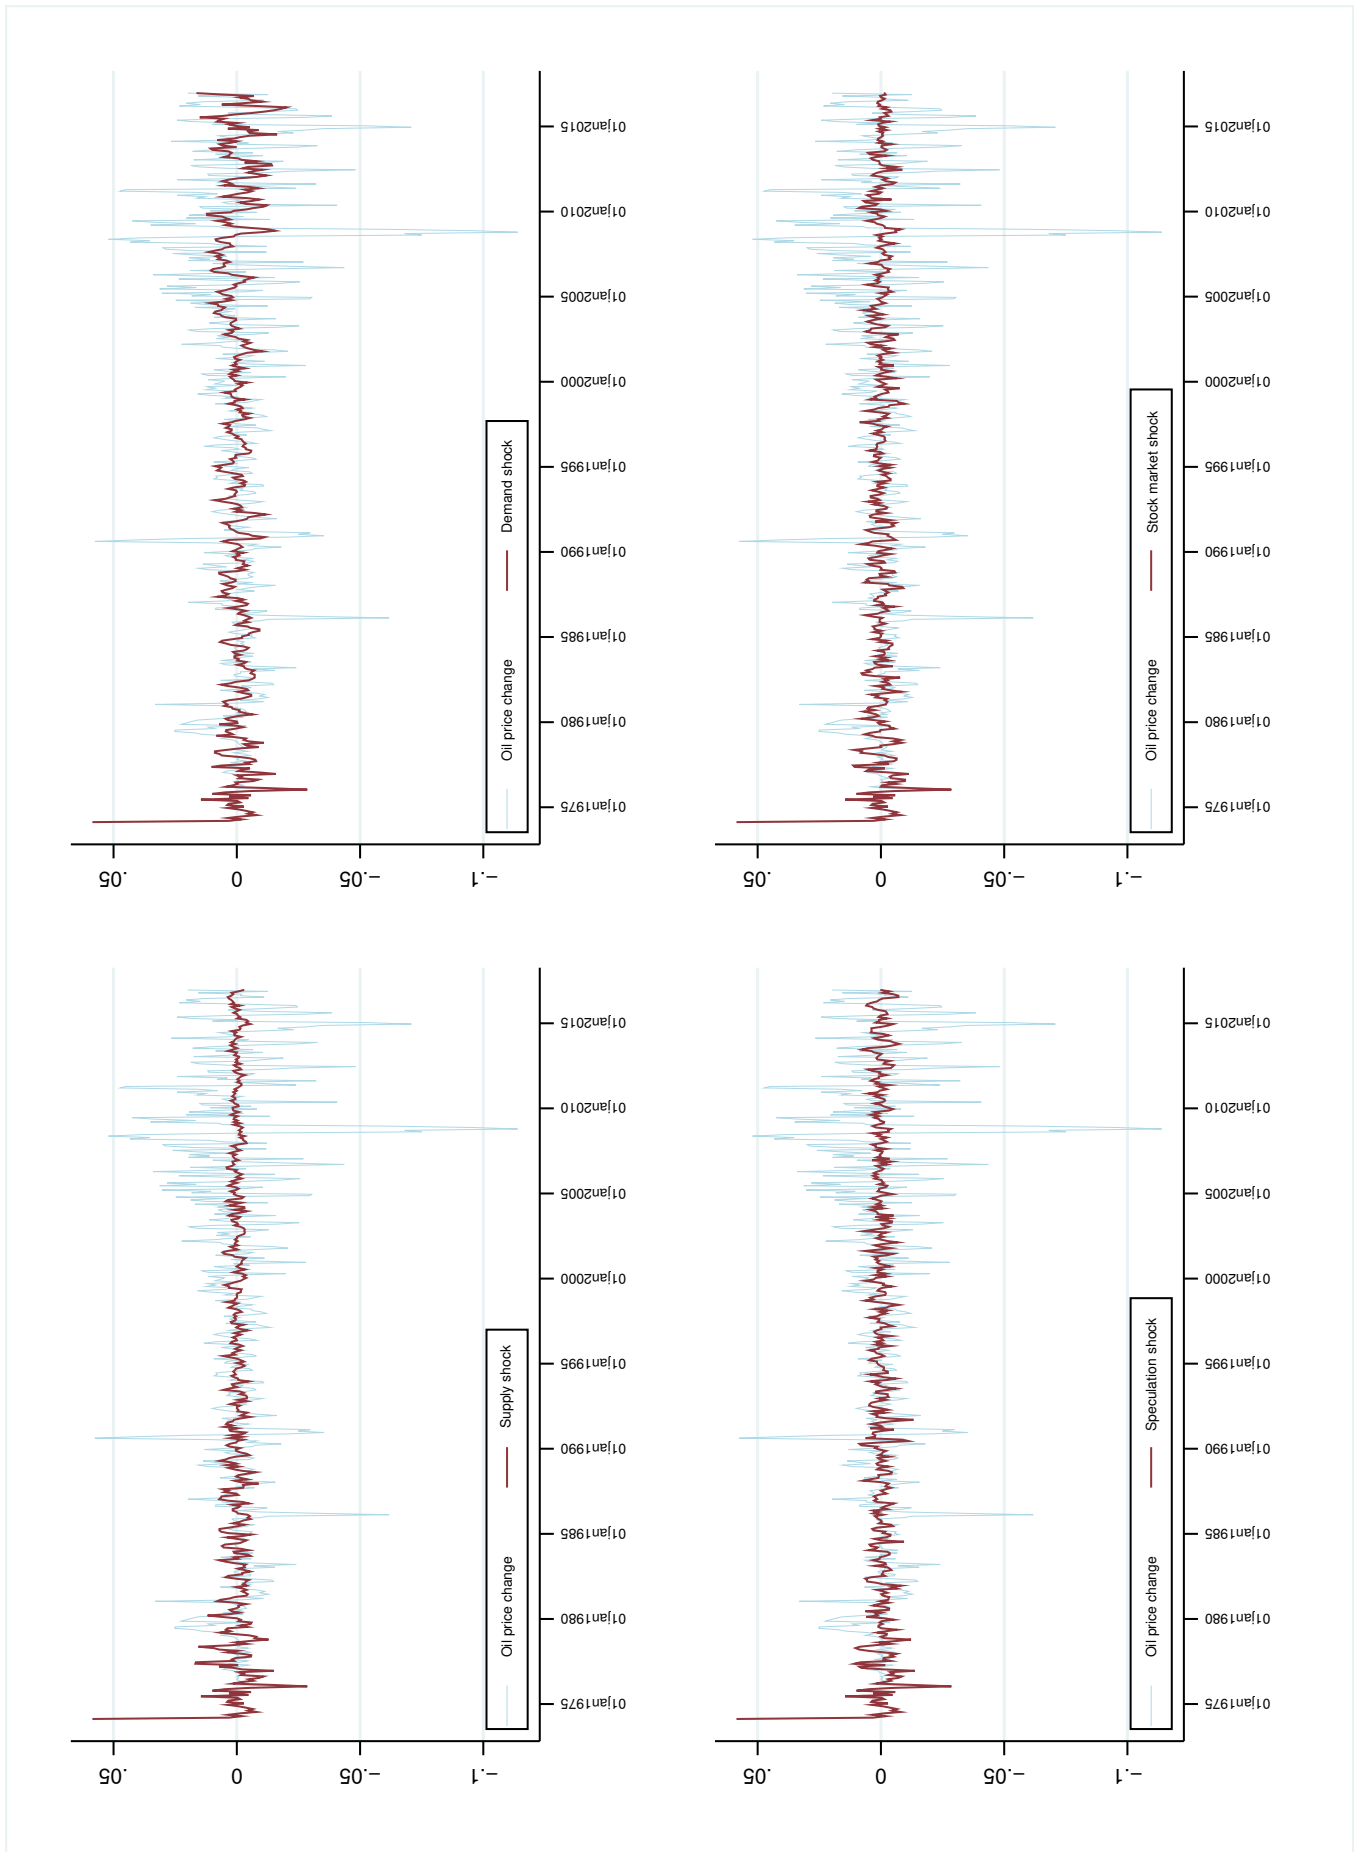 .05
0
−.05
−.1
Oil price change
Supply shock
01jan1975
01jan1980
01jan1985
01jan1990
01jan1995
01jan2000
01jan2005
01jan2010
01jan2015
.05
0
−.05
−.1
Oil price change
Demand shock
01jan1975
01jan1980
01jan1985
01jan1990
01jan1995
01jan2000
01jan2005
01jan2010
01jan2015
.05
0
−.05
−.1
Oil price change
Speculation shock
01jan1975
01jan1980
01jan1985
01jan1990
01jan1995
01jan2000
01jan2005
01jan2010
01jan2015
.05
0
−.05
−.1
Oil price change
Stock market shock
01jan1975
01jan1980
01jan1985
01jan1990
01jan1995
01jan2000
01jan2005
01jan2010
01jan2015